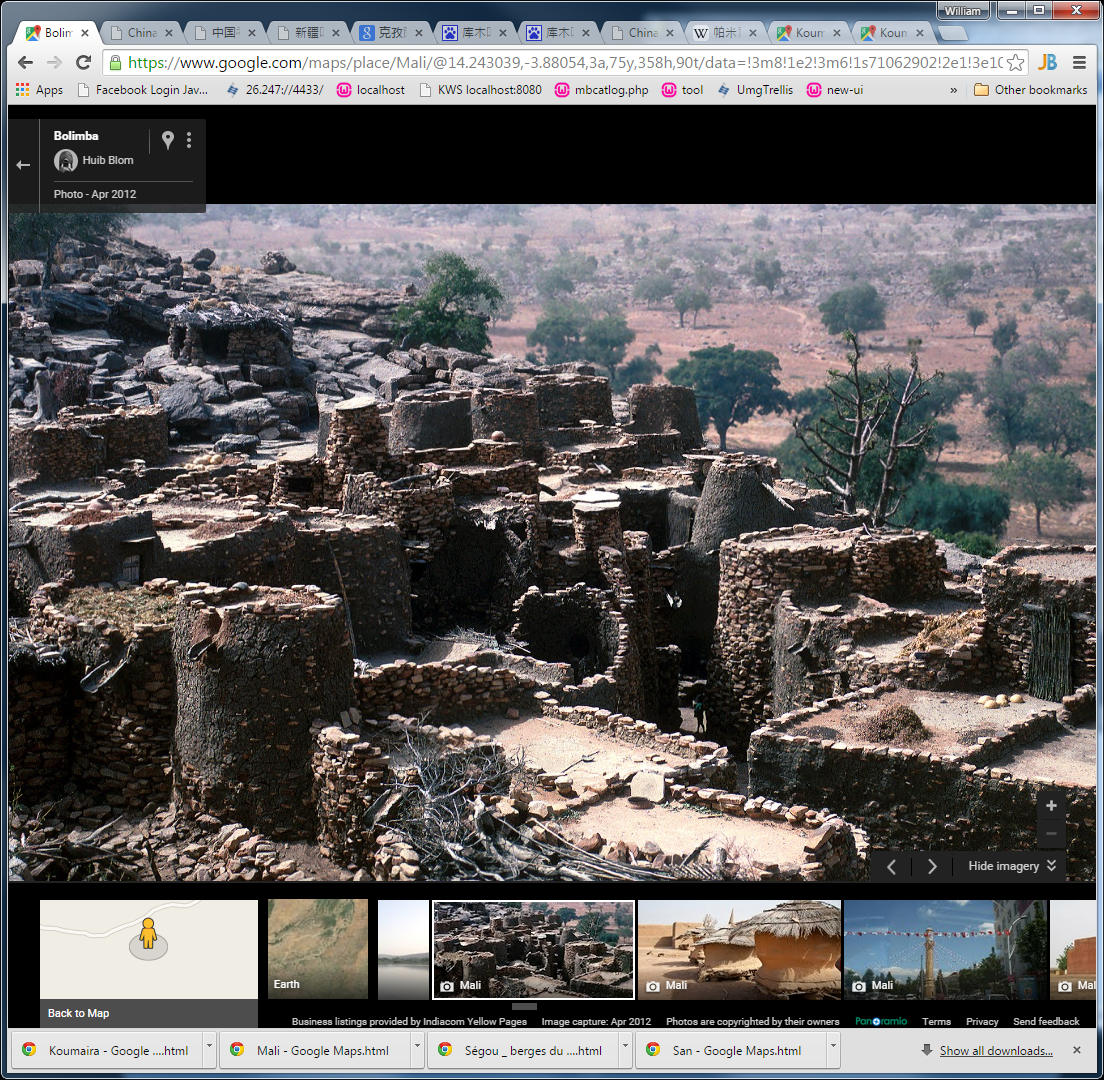 William
Bolim
China
中国
新疆
克孜
库木
库木
China
帕米
Koum
Koun
https://www.google.com/maps/place/Mali/@14.243039,-3.88054,3a,75y,358h,90t/data=!3m8!1e2!3m6!1s71062902!2e1!3e10
Apps
Facebook Login Jav...
26.247://4433/
localhost
KWS localhost:8080
mbcatlog.php
tool
UmgTrellis
new-ui
»
Other bookmarks
Bolimba
Huib Blom
Photo - Apr 2012
Hide imagery
Earth
Mali
Mali
Mali
Mal
Back to Map
Business listings provided by Indiacom Yellow Pages
Image capture: Apr 2012
Photos are copyrighted by their owners
Panoramio
Terms
Privacy
Send feedback
Koumaira - Google ....html
Mali - Google Maps.html
Ségou _ berges du ....html
San - Google Maps.html
Show all downloads...